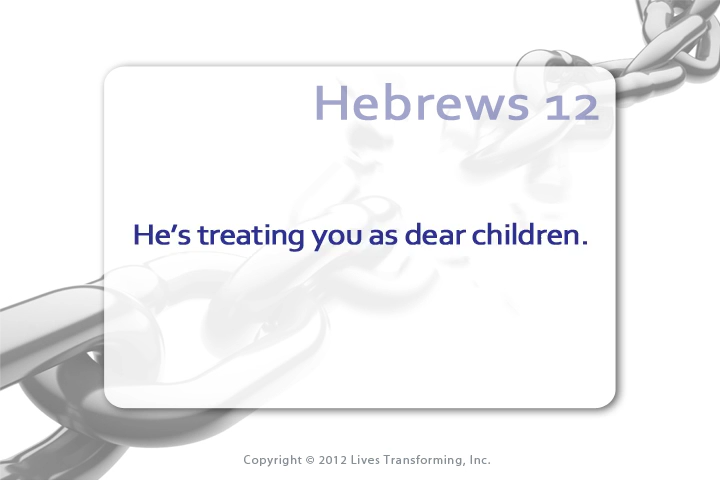 Hebrews 12
He's treating you as dear children.
Copyright © 2012 Lives Transforming, Inc.